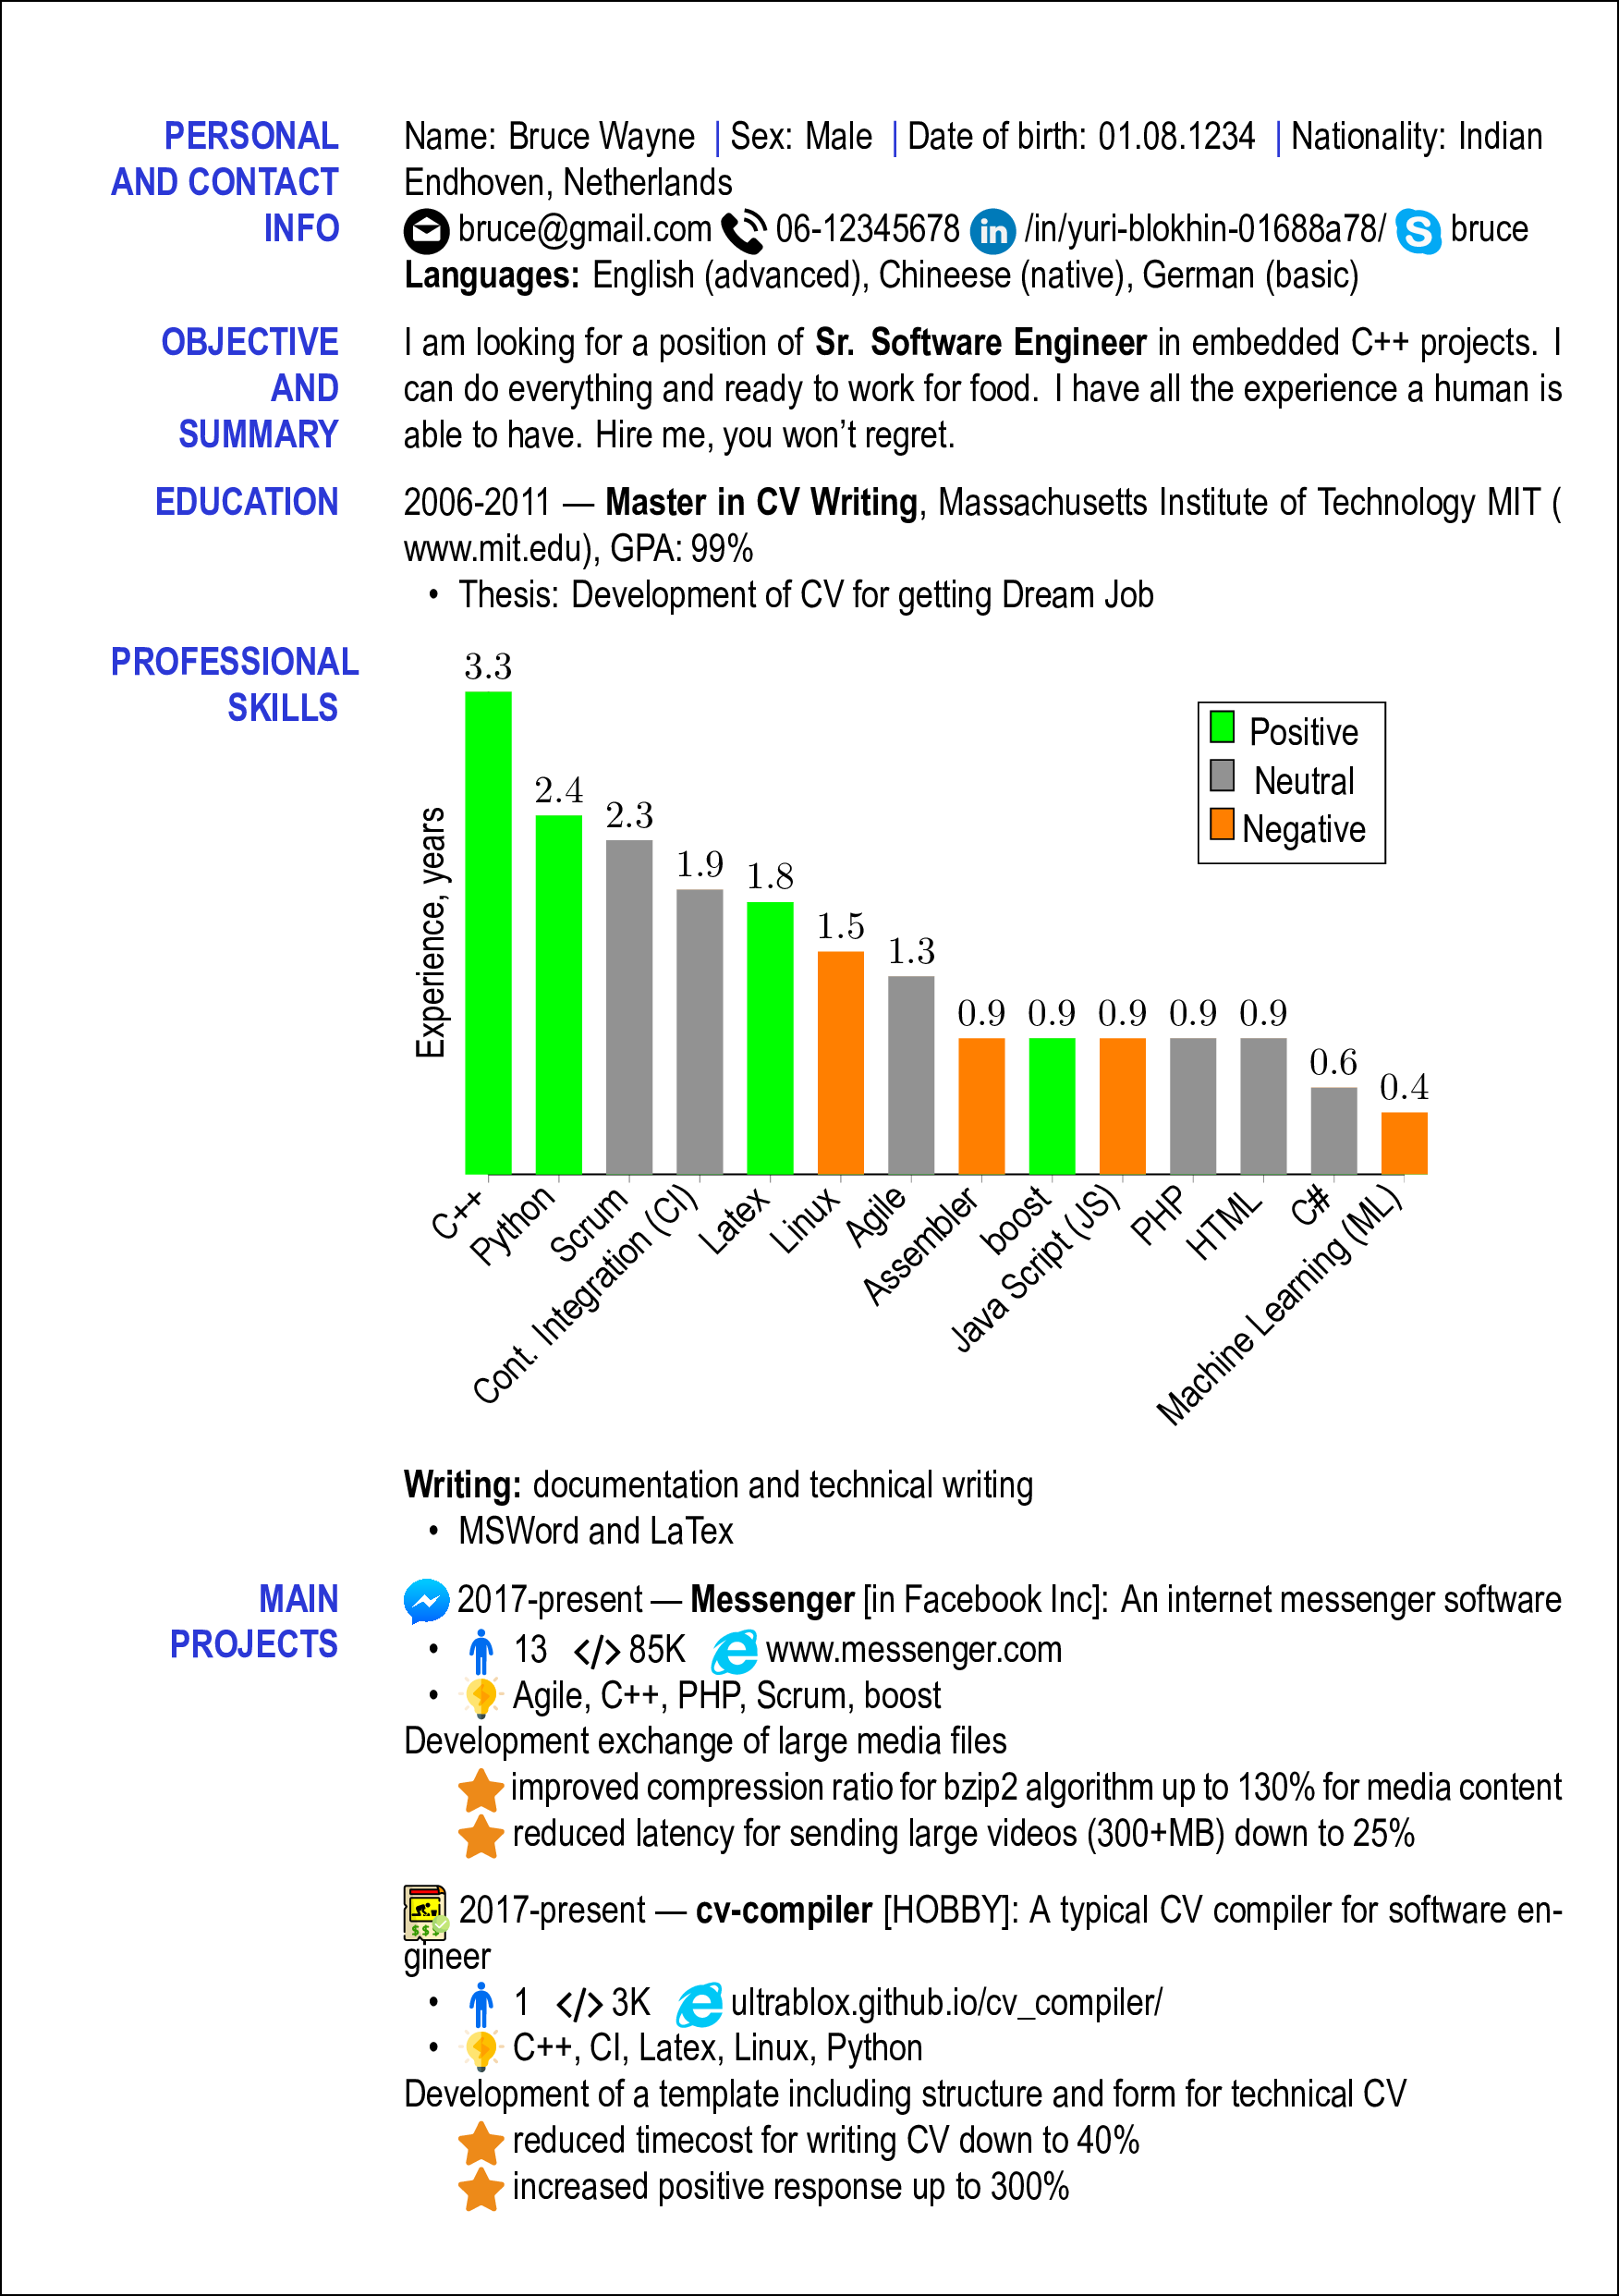 PERSONAL
AND CONTACT
INFO
Name: Bruce Wayne | Sex: Male | Date of birth: 01.08.1234 | Nationality: Indian
Endhoven, Netherlands
bruce@gmail.com 06-12345678 in /in/yuri-blokhin-01688a78/ S bruce
Languages: English (advanced), Chineese (native), German (basic)
OBJECTIVE
AND
SUMMARY
I am looking for a position of Sr. Software Engineer in embedded C++ projects. I
can do everything and ready to work for food. I have all the experience a human is
able to have. Hire me, you won't regret.
EDUCATION
2006-2011 — Master in CV Writing, Massachusetts Institute of Technology MIT (
www.mit.edu), GPA: 99%
• Thesis: Development of CV for getting Dream Job
PROFESSIONAL
SKILLS
Experience, years
3.3
2.4
2.3
1.9
1.8
1.5
1.3
0.9
0.9
0.9
0.9
0.9
0.6
0.4
Positive
Neutral
Negative
C++
Python
Scrum
Cont. Integration (CI)
Latex
Linux
Agile
Assembler
boost
Java Script (JS)
PHP
HTML
C#
Machine Learning (ML)
Writing: documentation and technical writing
• MSWord and LaTex
MAIN
PROJECTS
2017-present — Messenger [in Facebook Inc]: An internet messenger software
• 13 </> 85K www.messenger.com
• Agile, C++, PHP, Scrum, boost
Development exchange of large media files
improved compression ratio for bzip2 algorithm up to 130% for media content
reduced latency for sending large videos (300+MB) down to 25%
$$$ 2017-present — cv-compiler [HOBBY]: A typical CV compiler for software en-
gineer
• 1 </> 3K ultrablox.github.io/cv_compiler/
• C++, CI, Latex, Linux, Python
Development of a template including structure and form for technical CV
reduced timecost for writing CV down to 40%
increased positive response up to 300%